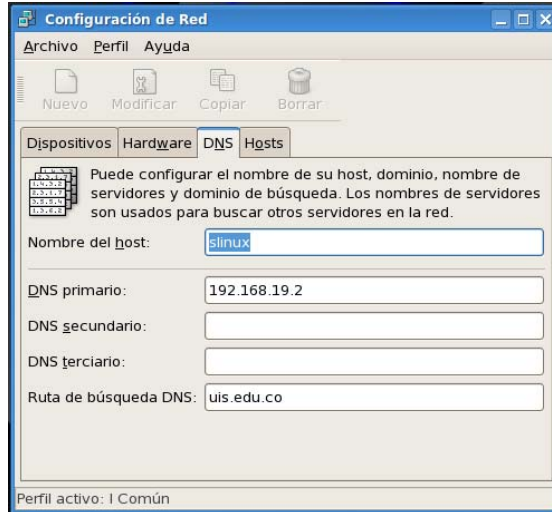 Configuración de Red
Archivo Perfil Ayuda
Nuevo Modificar Copiar Borrar
Dispositivos Hardware DNS Hosts
Puede configurar el nombre de su host, dominio, nombre de
servidores y dominio de búsqueda. Los nombres de servidores
son usados para buscar otros servidores en la red.
Nombre del host: slinux
DNS primario: 192.168.19.2
DNS secundario:
DNS terciario:
Ruta de búsqueda DNS: uis.edu.co
Perfil activo: l Común